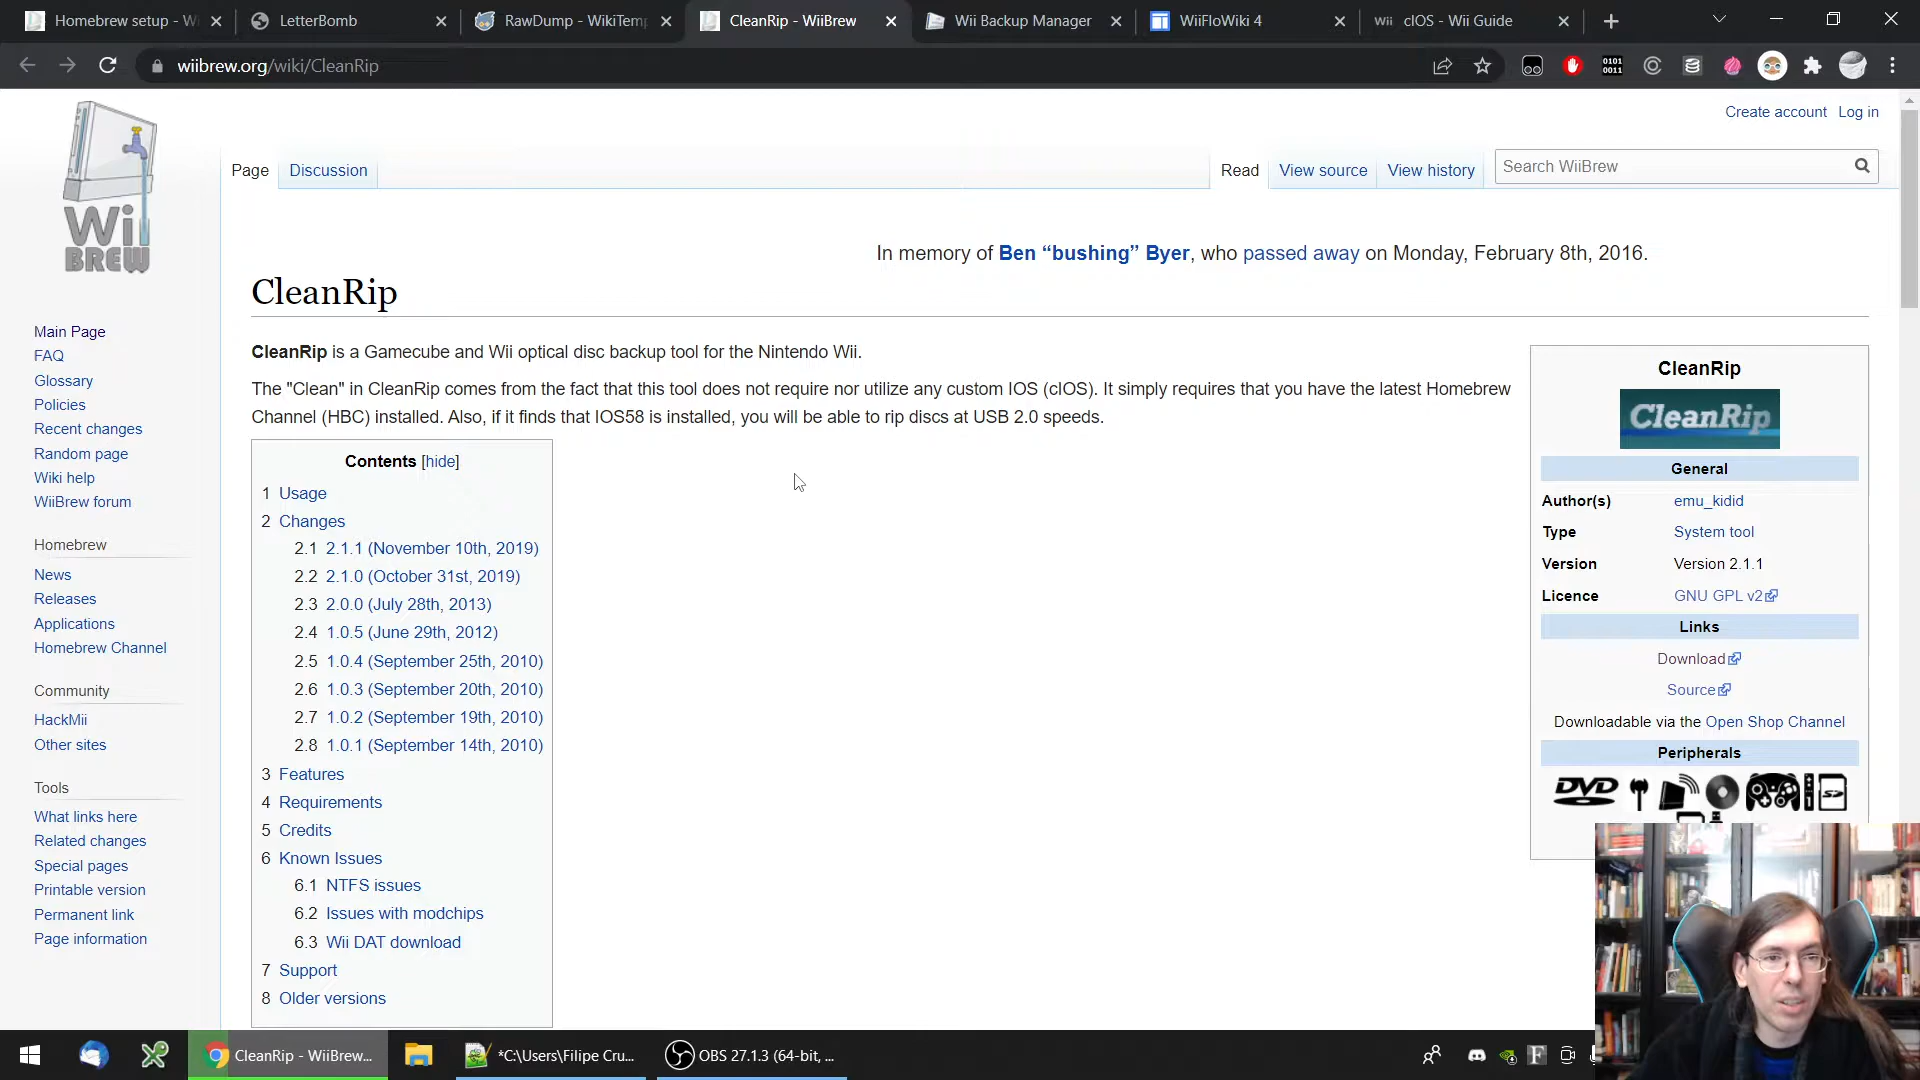 Homebrew setup - Wi
LetterBomb
RawDump - WikiTemp
CleanRip - WiiBrew
Wii Backup Manager
WiiFloWiki 4
Wii
cIOS - Wii Guide
wiibrew.org/wiki/CleanRip
0101
0011
Wii
BREW
Create account Log in
Page
Discussion
Read
View source
View history
Search WiiBrew
In memory of Ben “bushing” Byer, who passed away on Monday, February 8th, 2016.
CleanRip
CleanRip is a Gamecube and Wii optical disc backup tool for the Nintendo Wii.
The "Clean" in CleanRip comes from the fact that this tool does not require nor utilize any custom IOS (cIOS). It simply requires that you have the latest Homebrew
Channel (HBC) installed. Also, if it finds that IOS58 is installed, you will be able to rip discs at USB 2.0 speeds.
Contents [hide]
1 Usage
2 Changes
2.1 2.1.1 (November 10th, 2019)
2.2 2.1.0 (October 31st, 2019)
2.3 2.0.0 (July 28th, 2013)
2.4 1.0.5 (June 29th, 2012)
2.5 1.0.4 (September 25th, 2010)
2.6 1.0.3 (September 20th, 2010)
2.7 1.0.2 (September 19th, 2010)
2.8 1.0.1 (September 14th, 2010)
3 Features
4 Requirements
5 Credits
6 Known Issues
6.1 NTFS issues
6.2 Issues with modchips
6.3 Wii DAT download
7 Support
8 Older versions
Main Page
FAQ
Glossary
Policies
Recent changes
Random page
Wiki help
WiiBrew forum
Homebrew
News
Releases
Applications
Homebrew Channel
Community
HackMii
Other sites
Tools
What links here
Related changes
Special pages
Printable version
Permanent link
Page information
CleanRip
CleanRip
General
Author(s) emu_kidid
Type System tool
Version Version 2.1.1
Licence GNU GPL v2
Links
Download
Source
Downloadable via the Open Shop Channel
Peripherals
DVD
CleanRip - WiiBrew...
*C:\Users\Filipe Cru...
OBS 27.1.3 (64-bit, ...
F